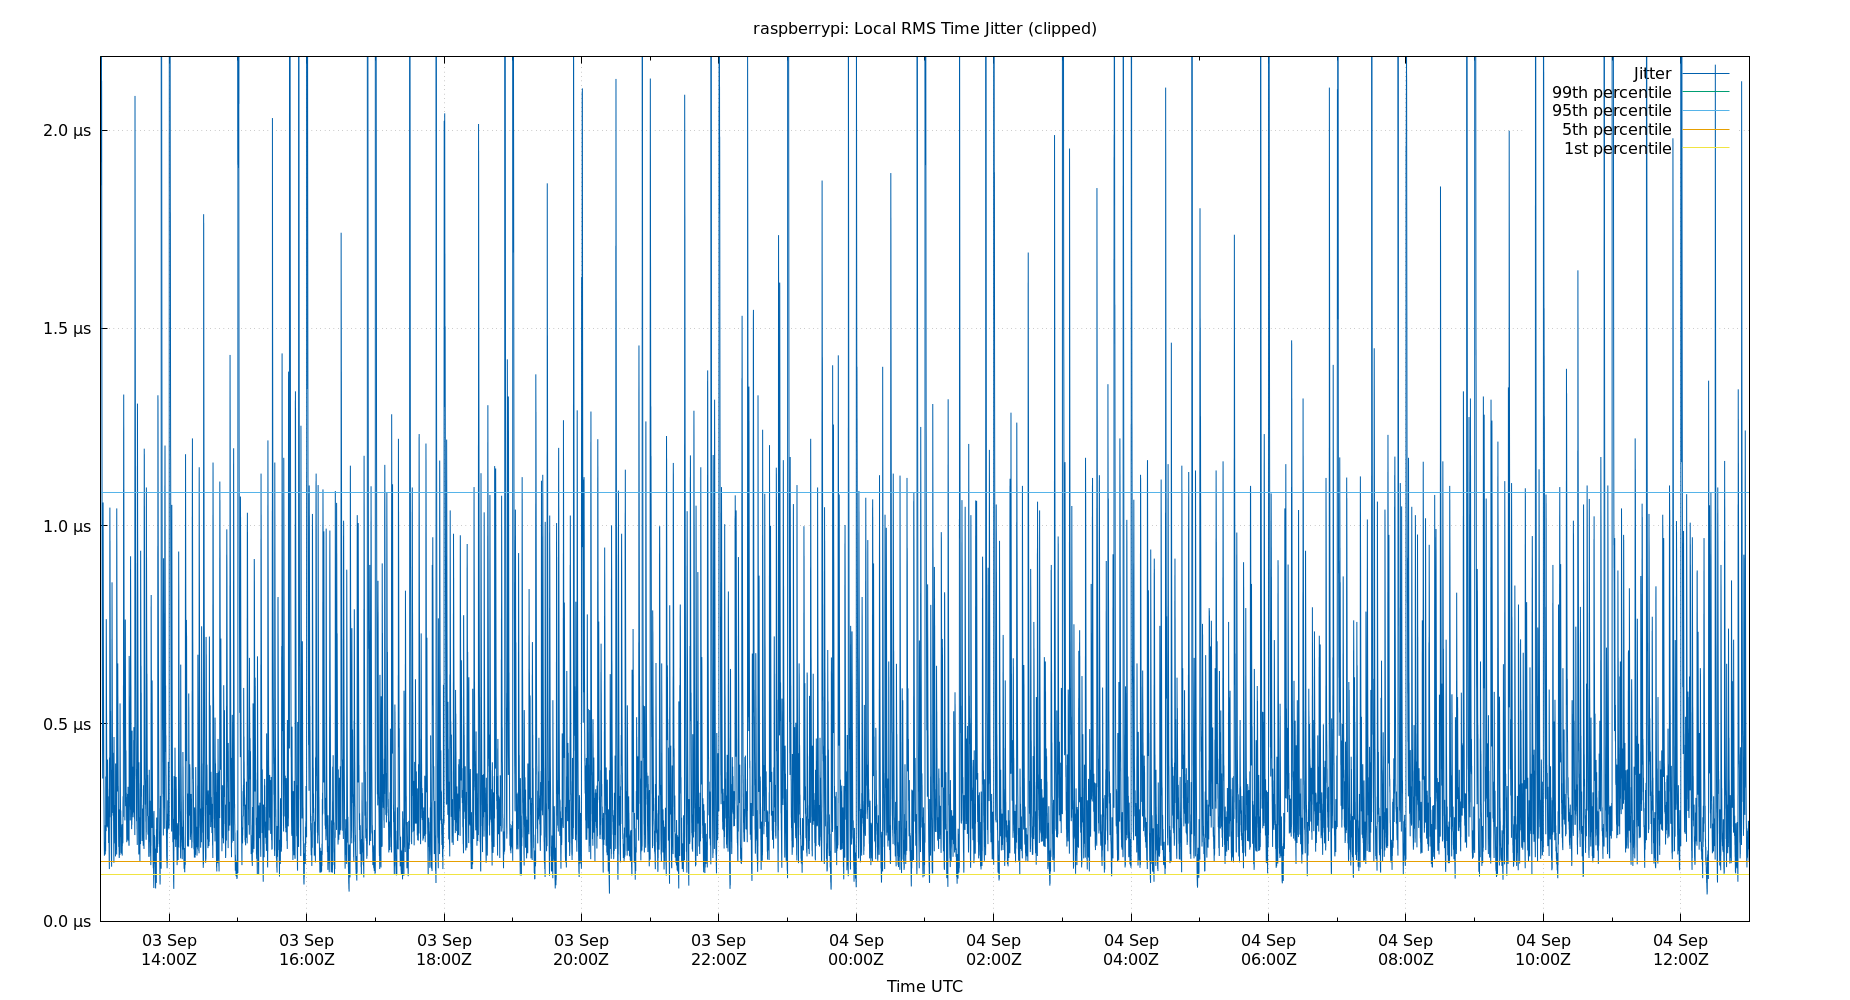 raspberrypi: Local RMS Time Jitter (clipped)
Jitter
99th percentile
95th percentile
5th percentile
1st percentile
2.0 µs
1.5 µs
1.0 µs
0.5 µs
0.0 µs
03 Sep 03 Sep 03 Sep 03 Sep 03 Sep 04 Sep 04 Sep 04 Sep 04 Sep 04 Sep 04 Sep 04 Sep
14:00Z 16:00Z 18:00Z 20:00Z 22:00Z 00:00Z 02:00Z 04:00Z 06:00Z 08:00Z 10:00Z 12:00Z
Time UTC